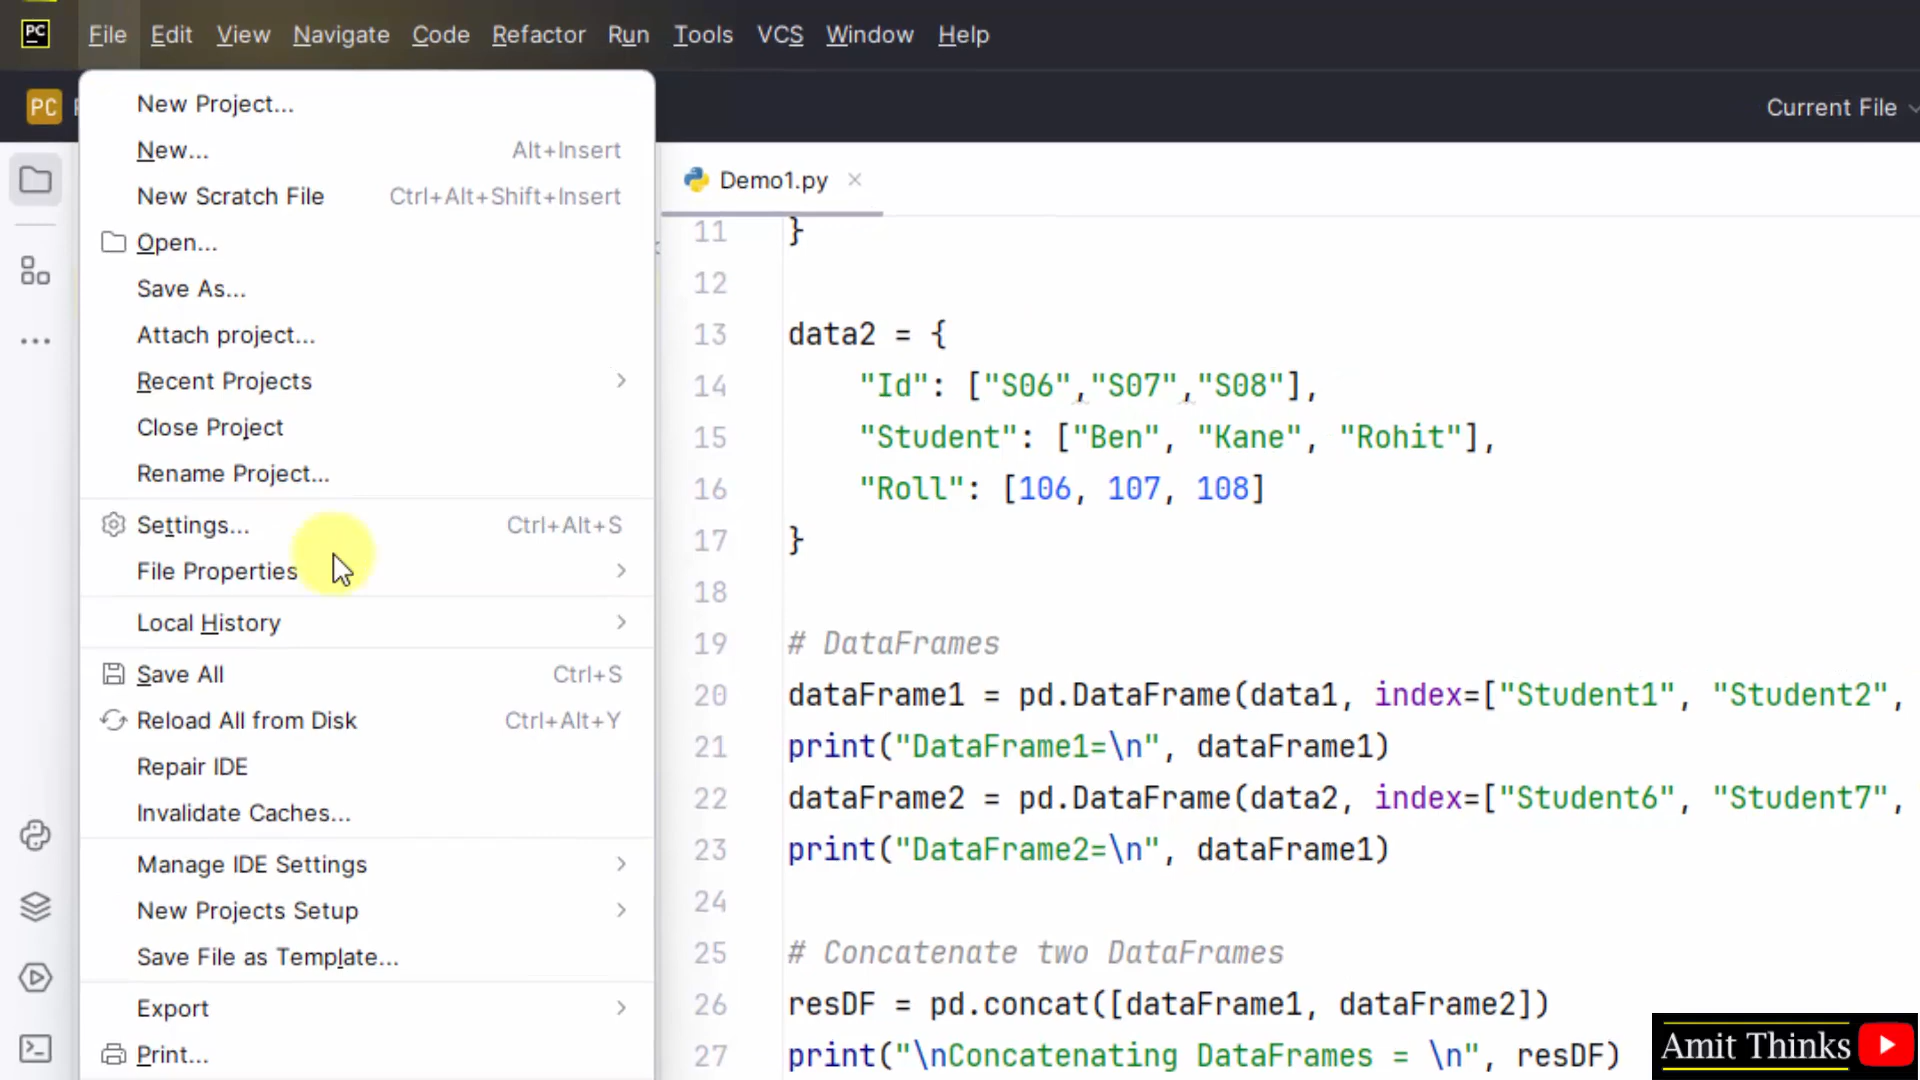 PC File Edit View Navigate Code Refactor Run Tools VCS Window Help
PC Current File
New Project...
New... Alt+Insert
New Scratch File Ctrl+Alt+Shift+Insert
Open...
Save As...
Attach project...
Recent Projects
Close Project
Rename Project...
Settings... Ctrl+Alt+S
File Properties
Local History
Save All Ctrl+S
Reload All from Disk Ctrl+Alt+Y
Repair IDE
Invalidate Caches...
Manage IDE Settings
New Projects Setup
Save File as Template...
Export
Print...
Demo1.py
11 }
12
13 data2 = {
14 "Id": ["S06","S07","S08"],
15 "Student": ["Ben", "Kane", "Rohit"],
16 "Roll": [106, 107, 108]
17 }
18
19 # DataFrames
20 dataFrame1 = pd.DataFrame(data1, index=["Student1", "Student2",
21 print("DataFrame1=\n", dataFrame1)
22 dataFrame2 = pd.DataFrame(data2, index=["Student6", "Student7",
23 print("DataFrame2=\n", dataFrame1)
24
25 # Concatenate two DataFrames
26 resDF = pd.concat([dataFrame1, dataFrame2])
27 print("\nConcatenating DataFrames = \n", resDF)
Amit Thinks